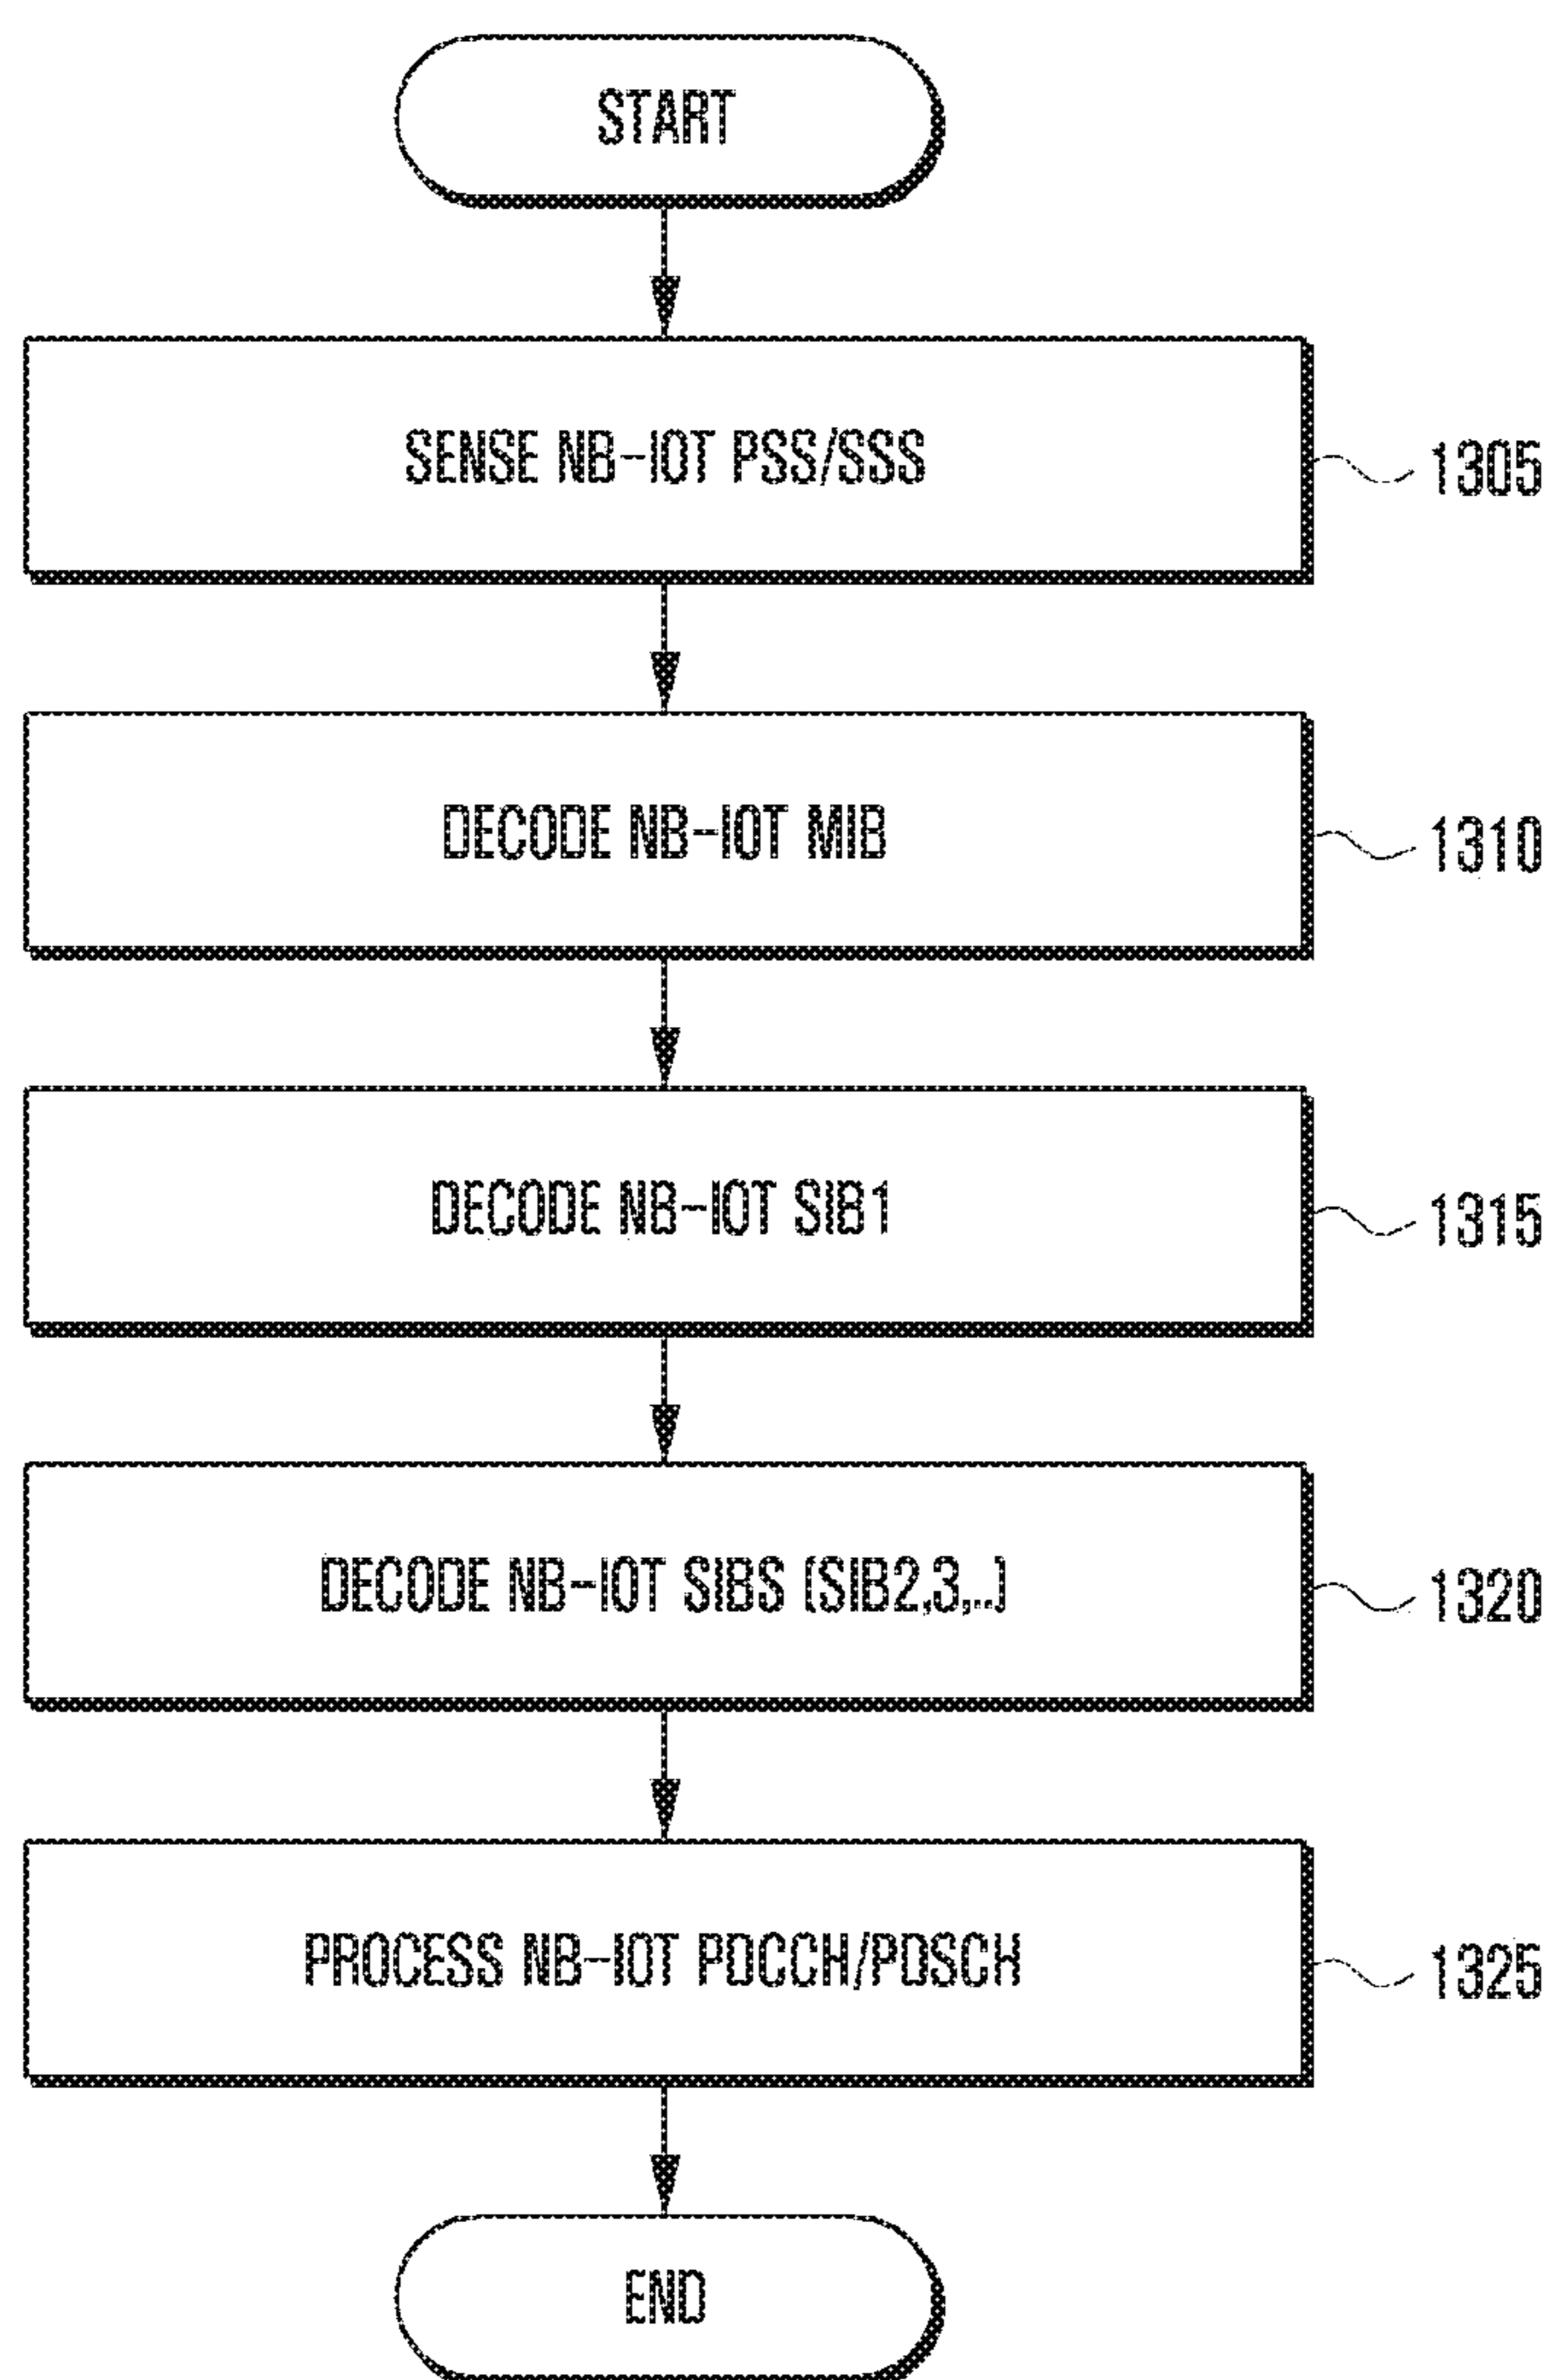 START
SENSE NB-IOT PSS/SSS
1305
DECODE NB-IOT MIB
1310
DECODE NB-IOT SIB1
1315
DECODE NB-IOT SIBS (SIB2,3,..)
1320
PROCESS NB-IOT PDCCH/PDSCH
1325
END